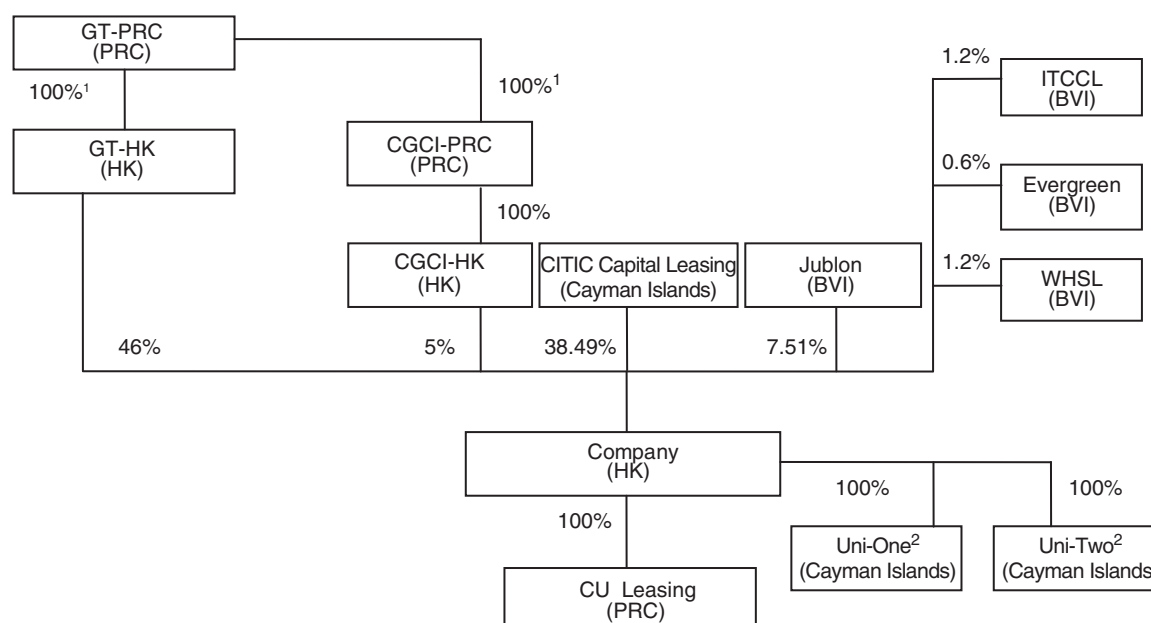 GT-PRC
(PRC)
100%¹
100%¹
GT-HK
(HK)
CGCI-PRC
(PRC)
100%
CGCI-HK
(HK)
CITIC Capital Leasing
(Cayman Islands)
Jublon
(BVI)
1.2%
ITCCL
(BVI)
0.6%
Evergreen
(BVI)
1.2%
WHSL
(BVI)
46%
5%
38.49%
7.51%
Company
(HK)
100%
100%
100%
CU Leasing
(PRC)
Uni-One²
(Cayman Islands)
Uni-Two²
(Cayman Islands